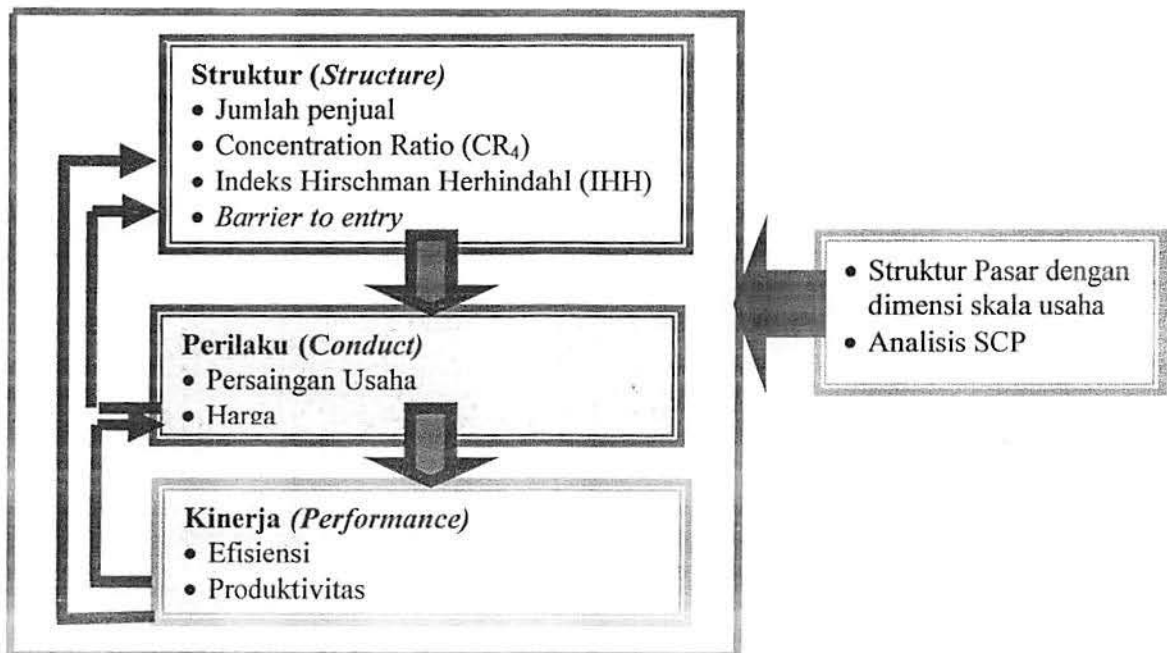 Struktur (Structure)
• Jumlah penjual
• Concentration Ratio (CR₄)
• Indeks Hirschman Herhindahl (IHH)
• Barrier to entry
Perilaku (Conduct)
• Persaingan Usaha
• Harga
Kinerja (Performance)
• Efisiensi
• Produktivitas
• Struktur Pasar dengan
dimensi skala usaha
• Analisis SCP